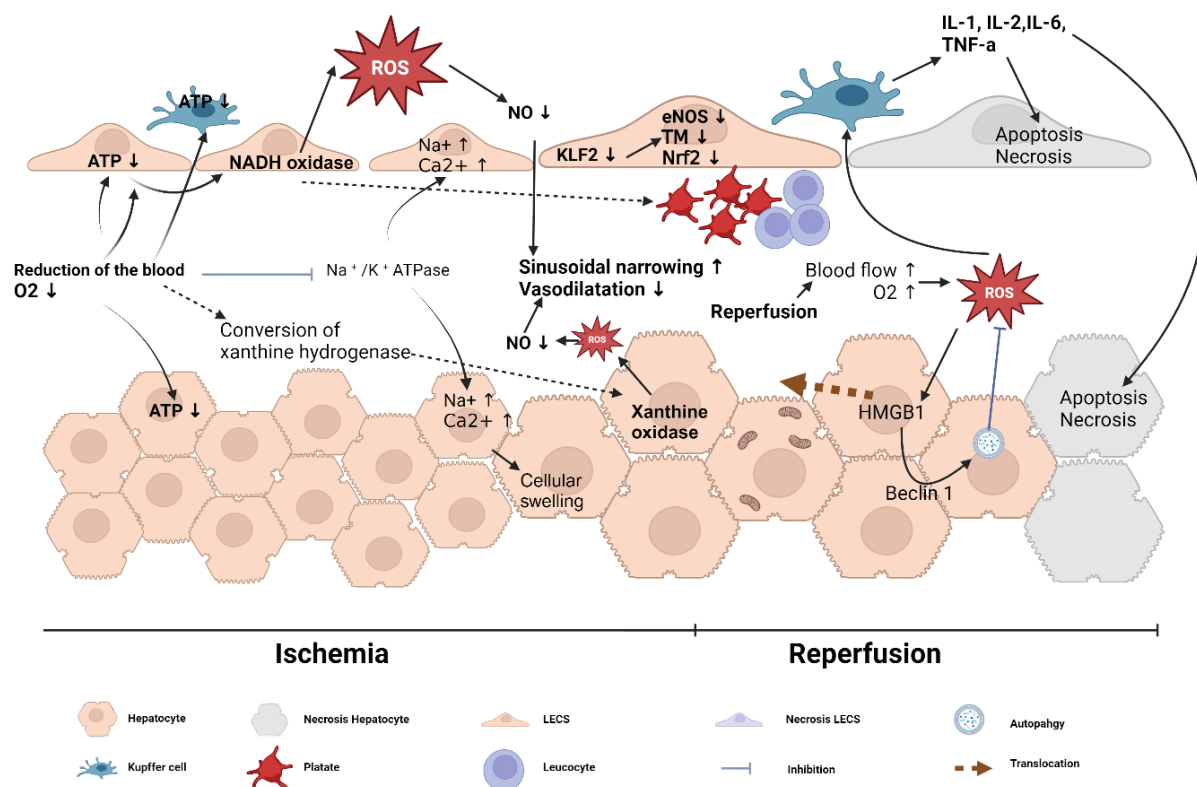 IL-1, IL-2,IL-6,
TNF-a
ROS
ATP ↓
NO ↓
eNOS ↓
TM ↓
Nrf2 ↓
KLF2 ↓
ATP ↓
NADH oxidase
Na+ ↑
Ca2+ ↑
Apoptosis
Necrosis
Reduction of the blood
O2 ↓
Na + /K + ATPase
Sinusoidal narrowing ↑
Vasodilatation ↓
Blood flow ↑
O2 ↑
ROS
Reperfusion
Conversion of
xanthine hydrogenase
NO ↓
ROS
ATP ↓
Na+ ↑
Ca2+ ↑
Xanthine
oxidase
HMGB1
Apoptosis
Necrosis
Cellular
swelling
Beclin 1
Ischemia
Reperfusion
Hepatocyte
Necrosis Hepatocyte
LECS
Necrosis LECS
Autopahgy
Kupffer cell
Platate
Leucocyte
Inhibition
Translocation